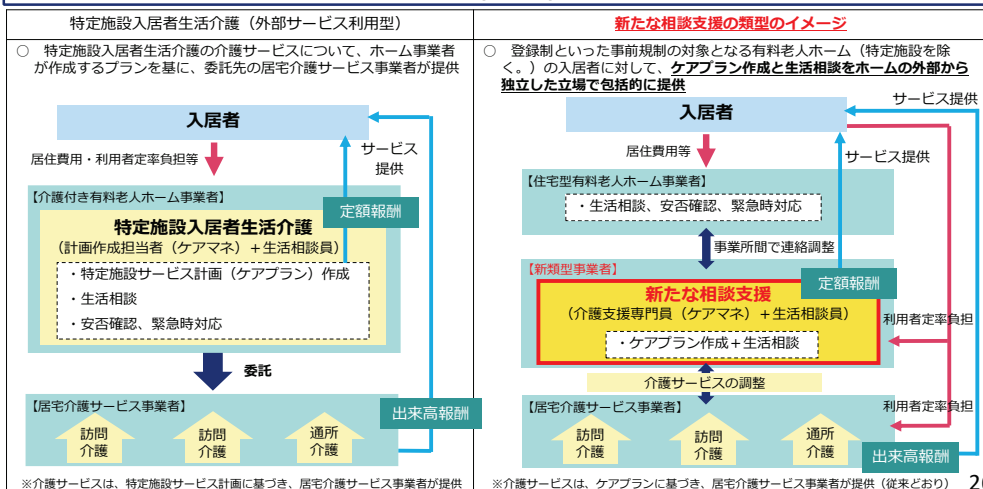 特定施設入居者生活介護（外部サービス利用型）
○ 特定施設入居者生活介護の介護サービスについて、ホーム事業者
が作成するプランを基に、委託先の居宅介護サービス事業者が提供
入居者
居住費用・利用者定率負担等
サービス
提供
【介護付き有料老人ホーム事業者】
定額報酬
特定施設入居者生活介護
（計画作成担当者（ケアマネ）＋生活相談員）
・特定施設サービス計画（ケアプラン）作成
・生活相談
・安否確認、緊急時対応
委託
【居宅介護サービス事業者】
出来高報酬
訪問
介護
訪問
介護
通所
介護
※介護サービスは、特定施設サービス計画に基づき、居宅介護サービス事業者が提供
新たな相談支援の類型のイメージ
○ 登録制といった事前規制の対象となる有料老人ホーム（特定施設を除
く。）の入居者に対して、ケアプラン作成と生活相談をホームの外部から
独立した立場で包括的に提供
サービス提供
入居者
居住費用等
サービス提供
【住宅型有料老人ホーム事業者】
・生活相談、安否確認、緊急時対応
事業所間で連絡調整
【新類型事業者】
定額報酬
新たな相談支援
（介護支援専門員（ケアマネ）＋生活相談員）
利用者定率負担
・ケアプラン作成＋生活相談
介護サービスの調整
【居宅介護サービス事業者】
利用者定率負担
訪問
介護
訪問
介護
通所
介護
出来高報酬
※介護サービスは、ケアプランに基づき、居宅介護サービス事業者が提供（従来どおり）